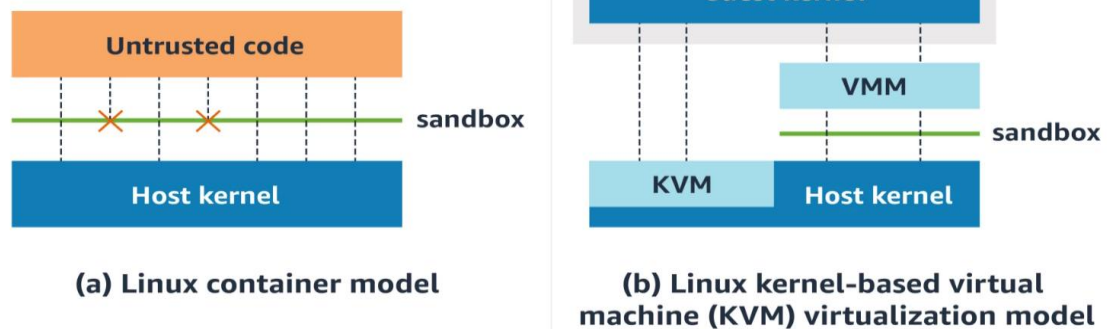 Untrusted code
sandbox
Host kernel
(a) Linux container model
VMM
sandbox
KVM
Host kernel
(b) Linux kernel-based virtual
machine (KVM) virtualization model